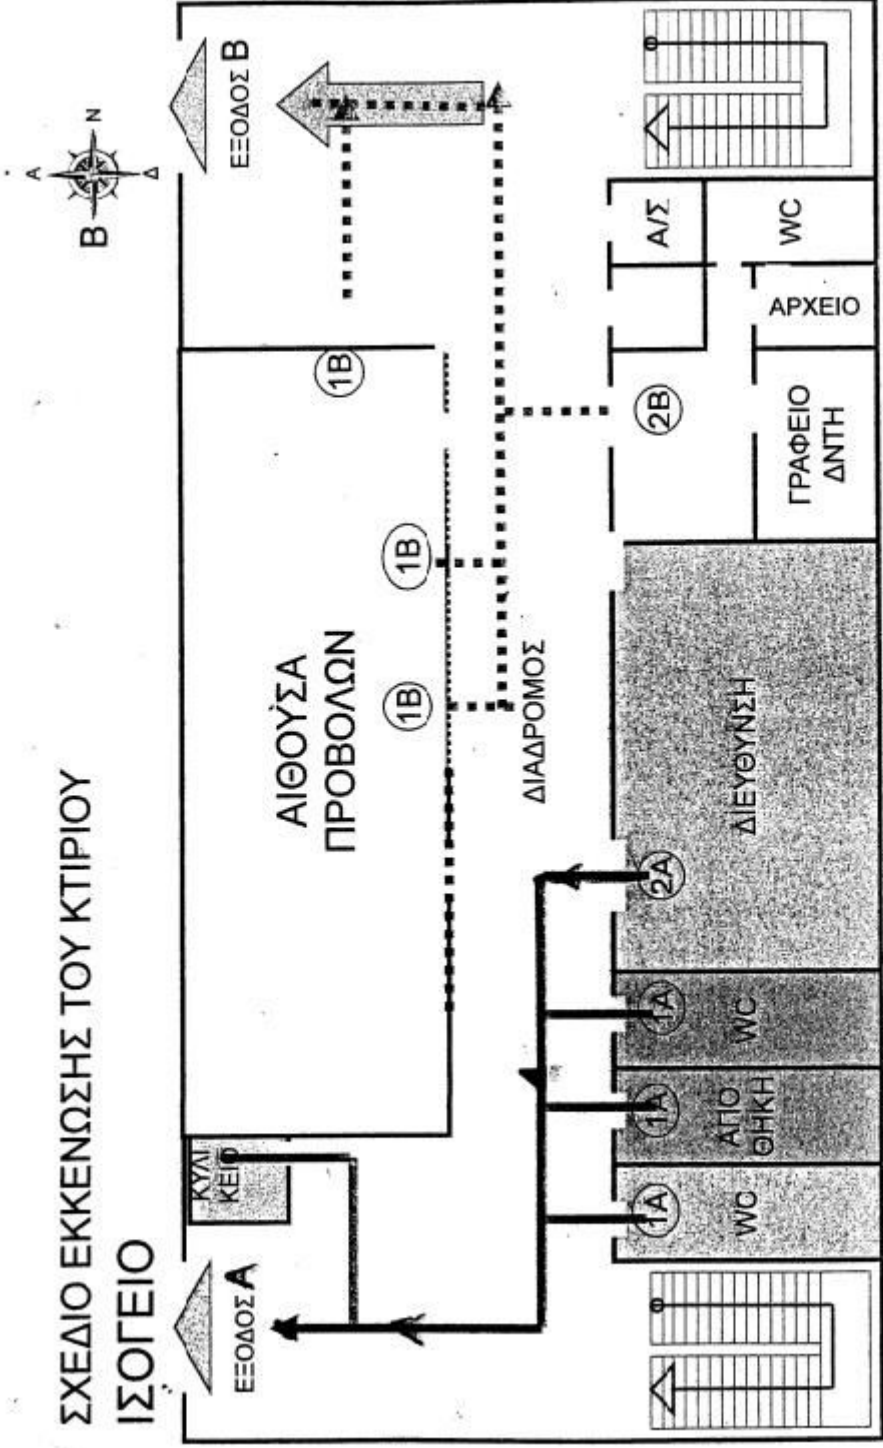 ΣΧΕΔΙΟ ΕΚΚΕΝΩΣΗΣ ΤΟΥ ΚΤΙΡΙΟΥ
ΙΣΟΓΕΙΟ
Β
Α
Ν
Δ
ΕΞΟΔΟΣ Α
ΚΥΛΙ
ΚΕΙΟ
ΑΙΘΟΥΣΑ
ΠΡΟΒΟΛΩΝ
1Β
1Β
1Β
ΕΞΟΔΟΣ Β
ΔΙΑΔΡΟΜΟΣ
1Α
1Α
1Α
2Α
2Β
WC
ΑΠΟ
ΘΗΚΗ
WC
ΔΙΕΥΘΥΝΣΗ
ΓΡΑΦΕΙΟ
ΔΝΤΗ
ΑΡΧΕΙΟ
Α/Σ
WC